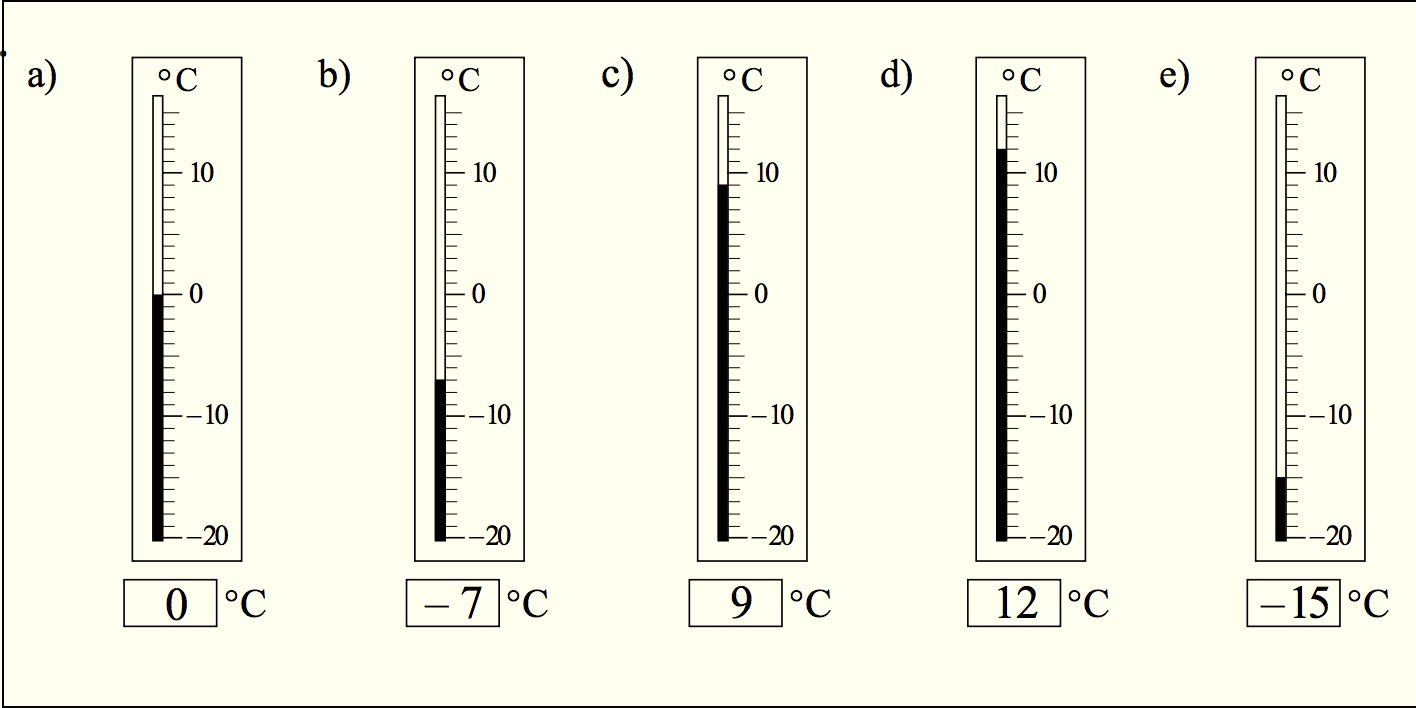 a) °C b) °C c) °C d) °C e) °C
10 10 10 10 10
0 0 0 0 0
–10 –10 –10 –10 –10
–20 –20 –20 –20 –20
0 °C – 7 °C 9 °C 12 °C –15 °C